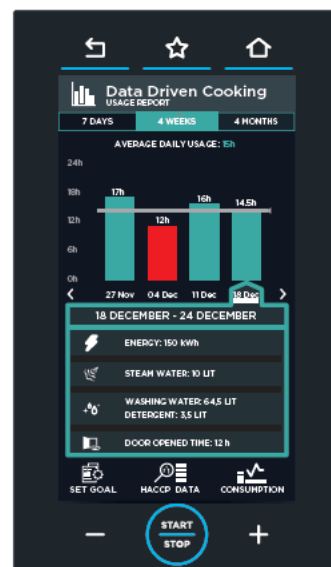 Data Driven Cooking
USAGE REPORT
7 DAYS 4 WEEKS 4 MONTHS
AVERAGE DAILY USAGE: 15h
24h
18h
12h
6h
0h
17h 12h 16h 14.5h
27 Nov 04 Dec 11 Dec 18 Dec
18 DECEMBER - 24 DECEMBER
ENERGY: 150 kWh
STEAM WATER: 10 LIT
WASHING WATER: 64,5 LIT
DETERGENT: 3,5 LIT
DOOR OPENED TIME: 12 h
SET GOAL HACCP DATA CONSUMPTION
START
STOP